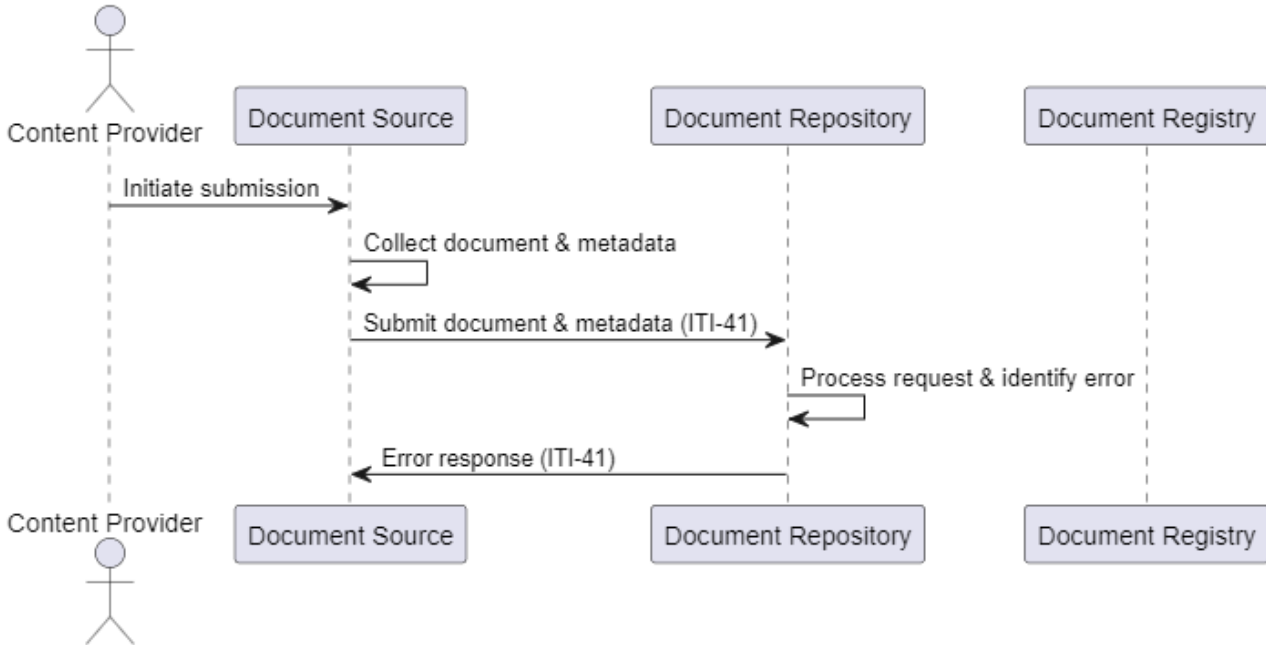 Content Provider
Document Source
Document Repository
Document Registry
Initiate submission
Collect document & metadata
Submit document & metadata (ITI-41)
Process request & identify error
Error response (ITI-41)
Content Provider
Document Source
Document Repository
Document Registry